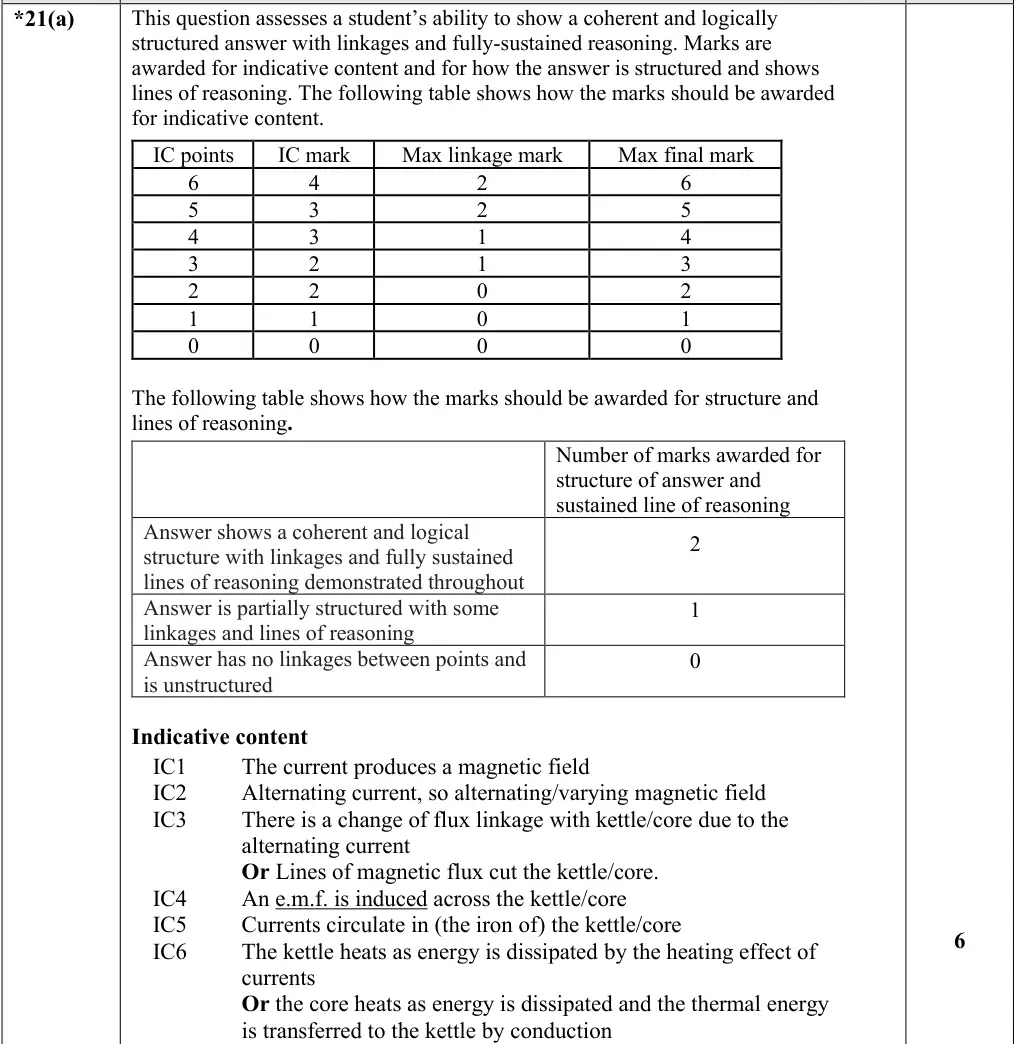 *21(a)
This question assesses a student’s ability to show a coherent and logically
structured answer with linkages and fully-sustained reasoning. Marks are
awarded for indicative content and for how the answer is structured and shows
lines of reasoning. The following table shows how the marks should be awarded
for indicative content.
IC points IC mark Max linkage mark Max final mark
6 4 2 6
5 3 2 5
4 3 1 4
3 2 1 3
2 2 0 2
1 1 0 1
0 0 0 0
The following table shows how the marks should be awarded for structure and
lines of reasoning.
Number of marks awarded for
structure of answer and
sustained line of reasoning
Answer shows a coherent and logical
structure with linkages and fully sustained
lines of reasoning demonstrated throughout
2
Answer is partially structured with some
linkages and lines of reasoning
1
Answer has no linkages between points and
is unstructured
0
Indicative content
IC1 The current produces a magnetic field
IC2 Alternating current, so alternating/varying magnetic field
IC3 There is a change of flux linkage with kettle/core due to the
alternating current
Or Lines of magnetic flux cut the kettle/core.
IC4 An e.m.f. is induced across the kettle/core
IC5 Currents circulate in (the iron of) the kettle/core
IC6 The kettle heats as energy is dissipated by the heating effect of
currents
Or the core heats as energy is dissipated and the thermal energy
is transferred to the kettle by conduction
6